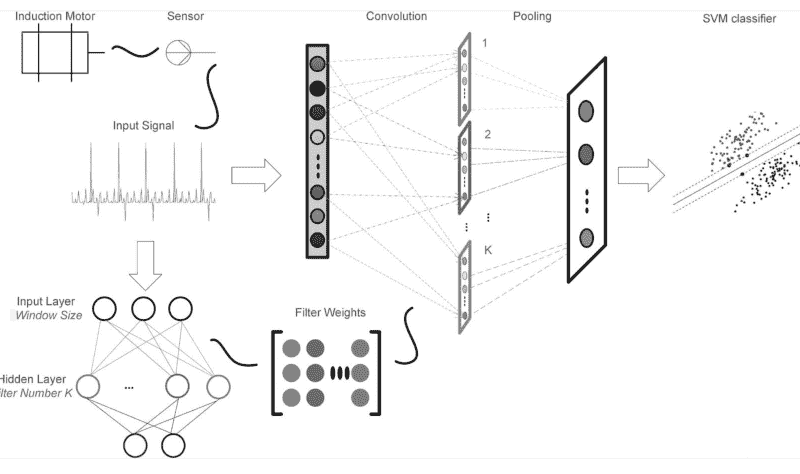 Induction Motor
Sensor
Convolution
Pooling
SVM classifier
1
Input Signal
2
K
Input Layer
Window Size
Filter Weights
Hidden Layer
ilter Number K